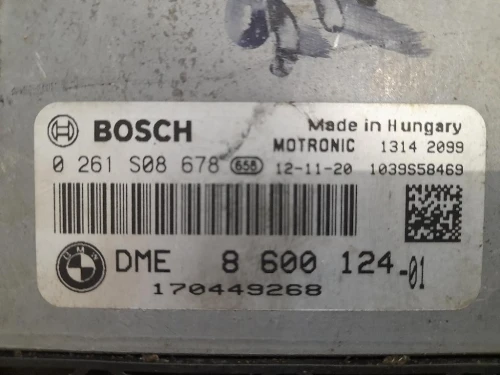 BOSCH Made in Hungary
MOTRONIC 1314 2099
0 261 S08 678 658 12-11-20 1039S58469
BMW DME 8 600 124-01
170449268